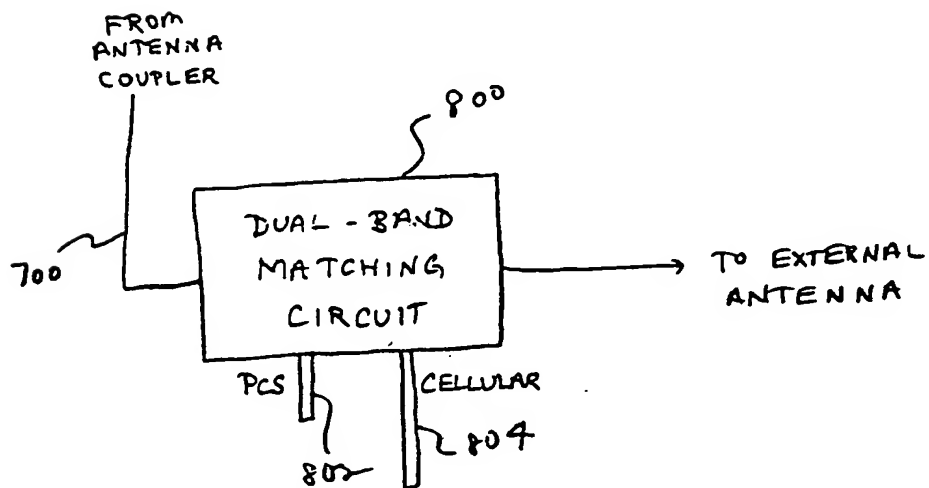 FROM
ANTENNA
COUPLER
800
DUAL-BAND
MATCHING
CIRCUIT
700
TO EXTERNAL
ANTENNA
PCS
CELLULAR
802
804